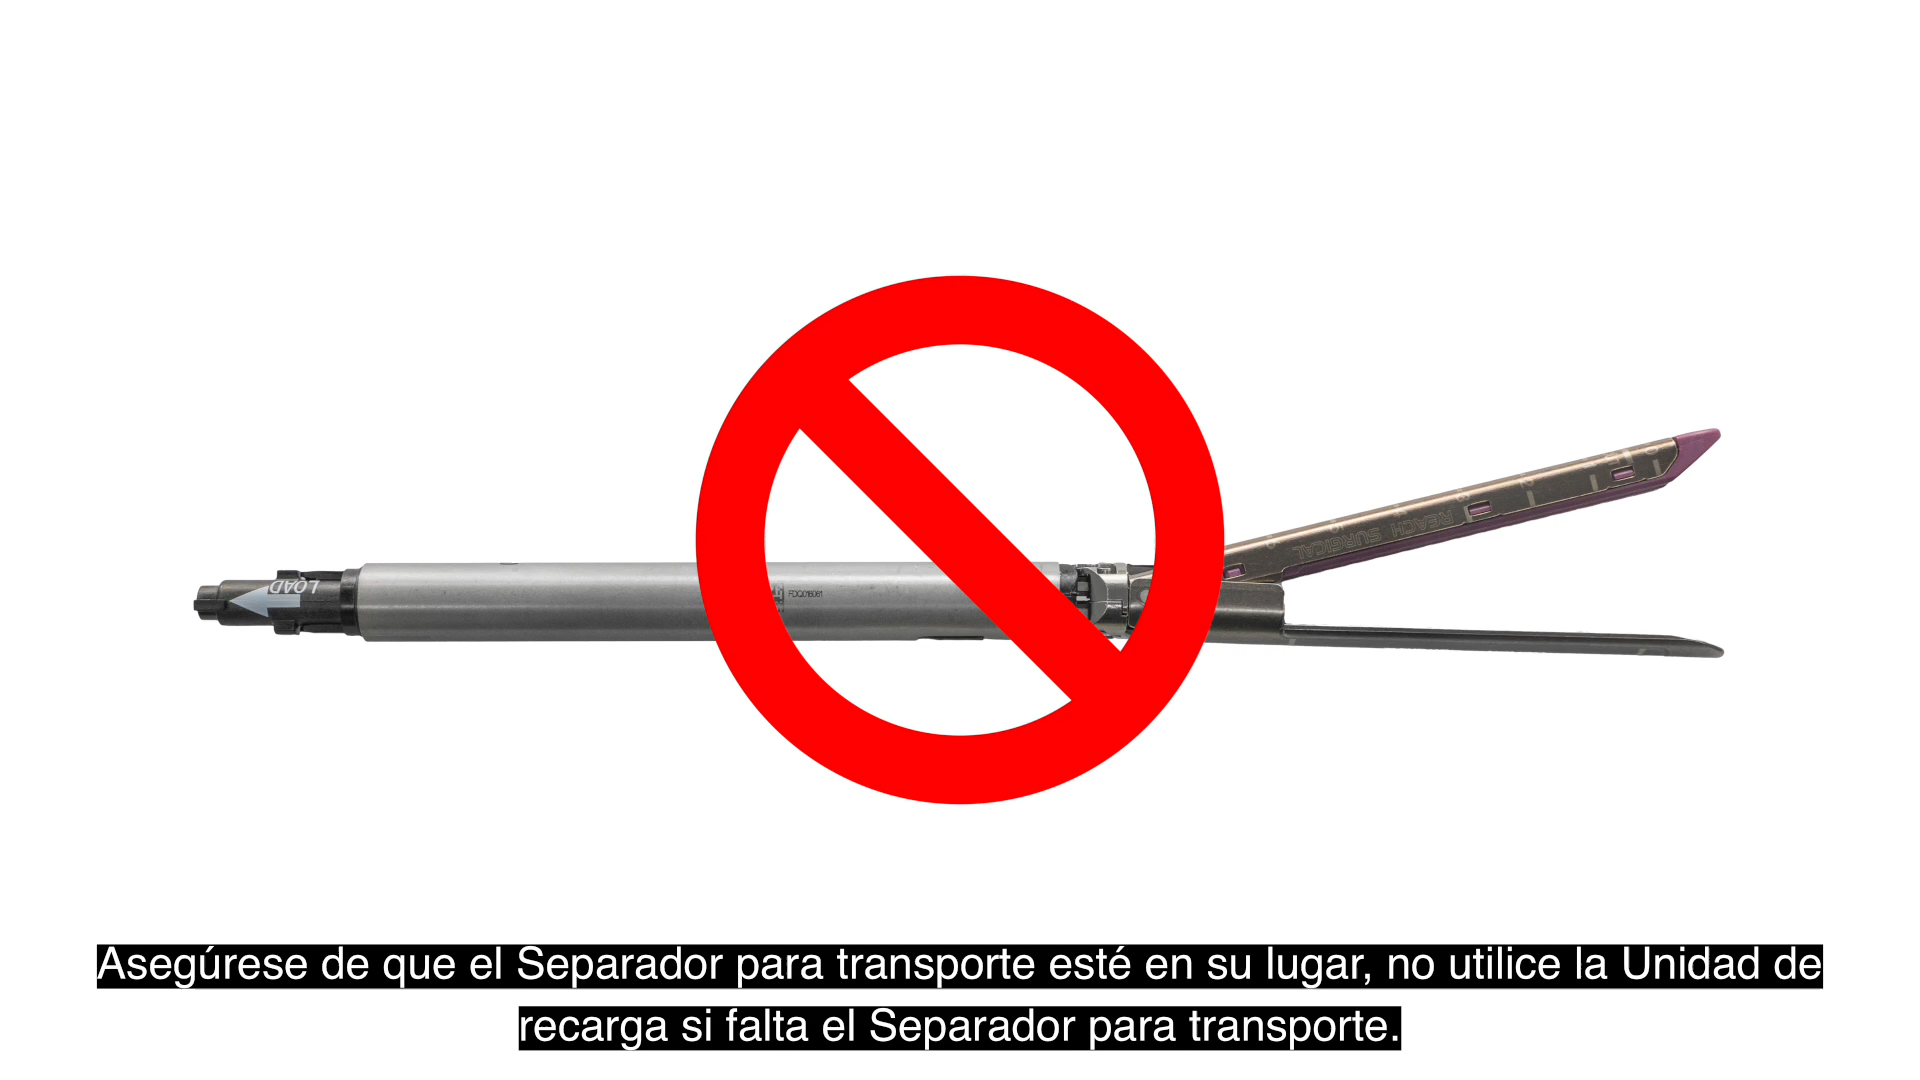 LOAD
REACH SURGICAL
Asegúrese de que el Separador para transporte esté en su lugar, no utilice la Unidad de
recarga si falta el Separador para transporte.